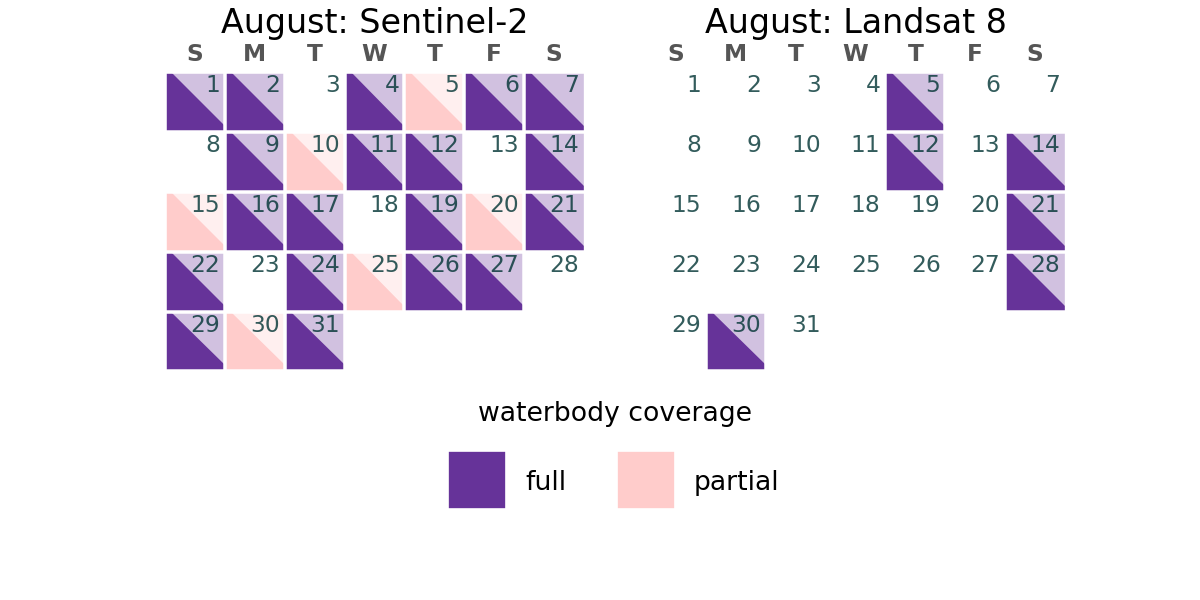 August: Sentinel-2
S M T W T F S
1 2 3 4 5 6 7
8 9 10 11 12 13 14
15 16 17 18 19 20 21
22 23 24 25 26 27 28
29 30 31
August: Landsat 8
S M T W T F S
1 2 3 4 5 6 7
8 9 10 11 12 13 14
15 16 17 18 19 20 21
22 23 24 25 26 27 28
29 30 31
waterbody coverage
full partial